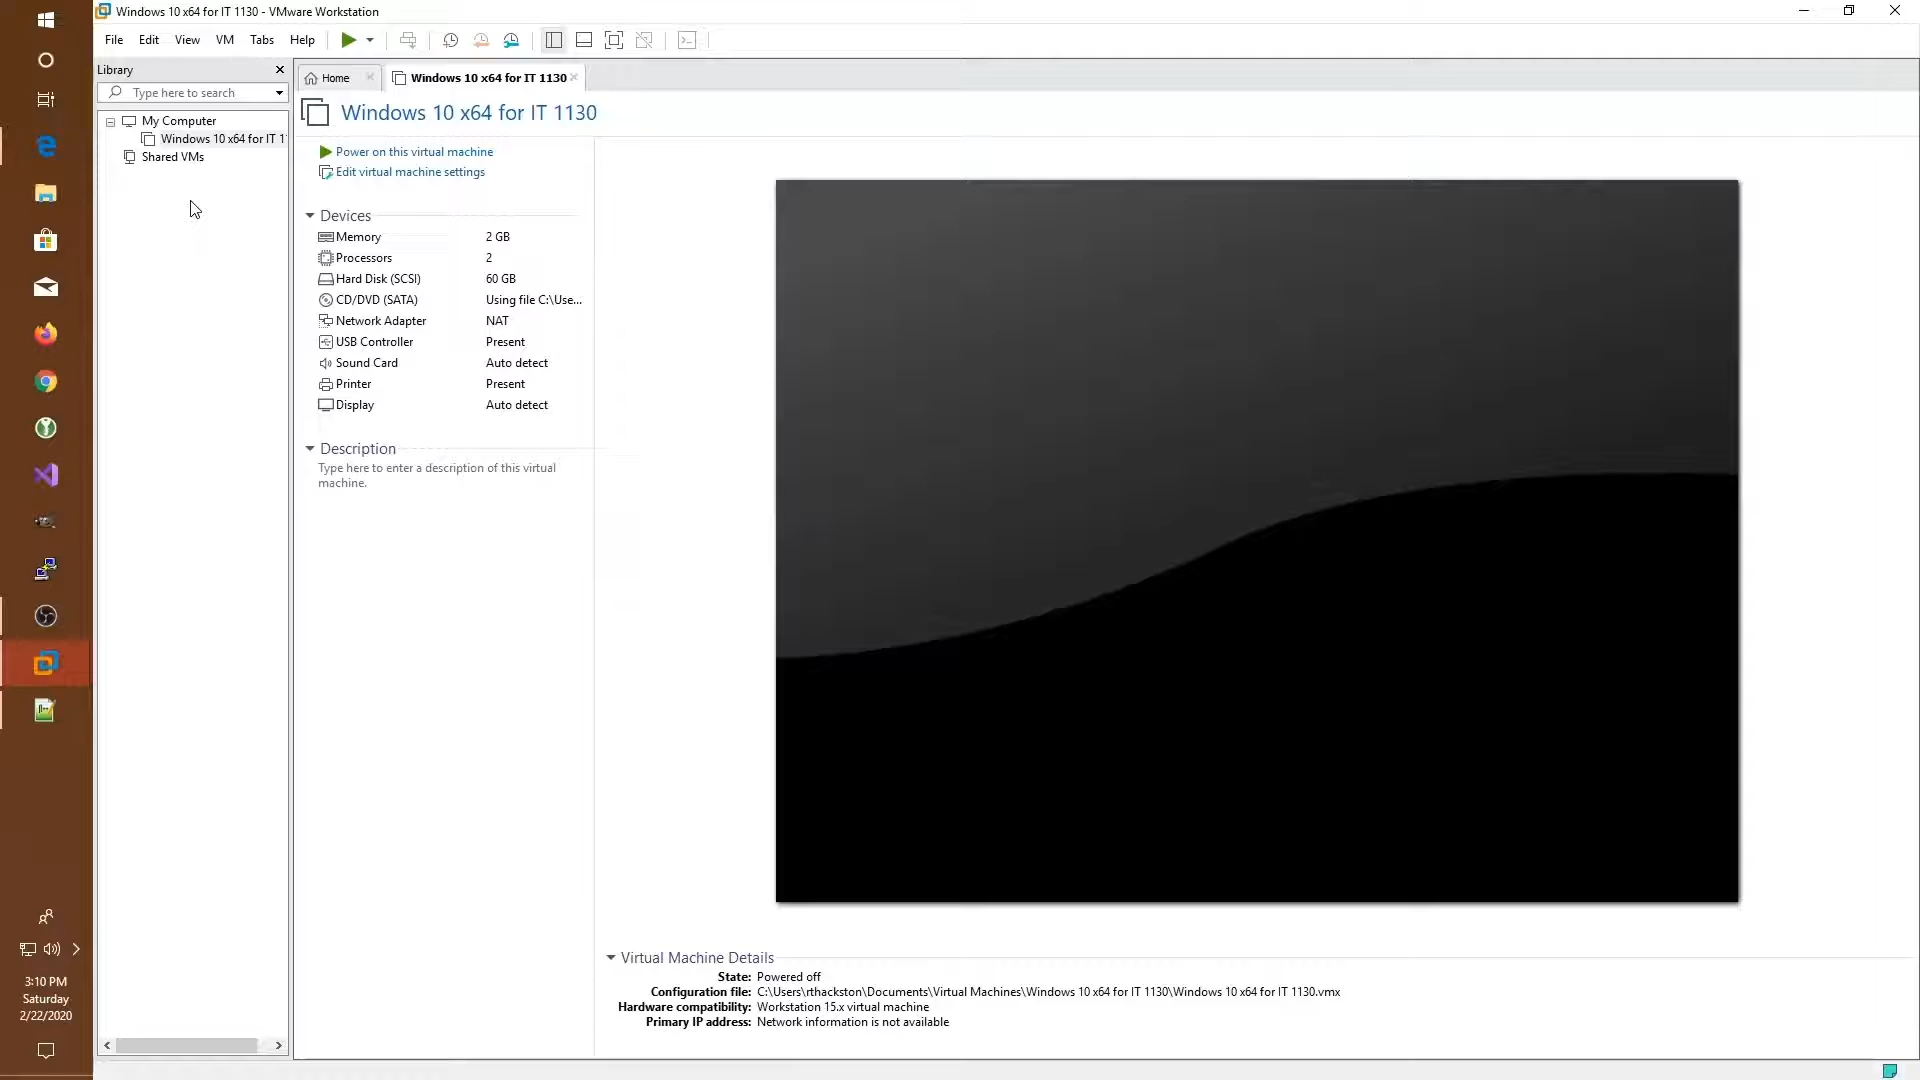 Windows 10 x64 for IT 1130 - VMware Workstation
File Edit View VM Tabs Help
Library
Type here to search
My Computer
Windows 10 x64 for IT 1
Shared VMs
Home
Windows 10 x64 for IT 1130
Windows 10 x64 for IT 1130
Power on this virtual machine
Edit virtual machine settings
Devices
Memory 2 GB
Processors 2
Hard Disk (SCSI) 60 GB
CD/DVD (SATA) Using file C:\Use...
Network Adapter NAT
USB Controller Present
Sound Card Auto detect
Printer Present
Display Auto detect
Description
Type here to enter a description of this virtual
machine.
Virtual Machine Details
State: Powered off
Configuration file: C:\Users\rthackston\Documents\Virtual Machines\Windows 10 x64 for IT 1130\Windows 10 x64 for IT 1130.vmx
Hardware compatibility: Workstation 15.x virtual machine
Primary IP address: Network information is not available
3:10 PM
Saturday
2/22/2020